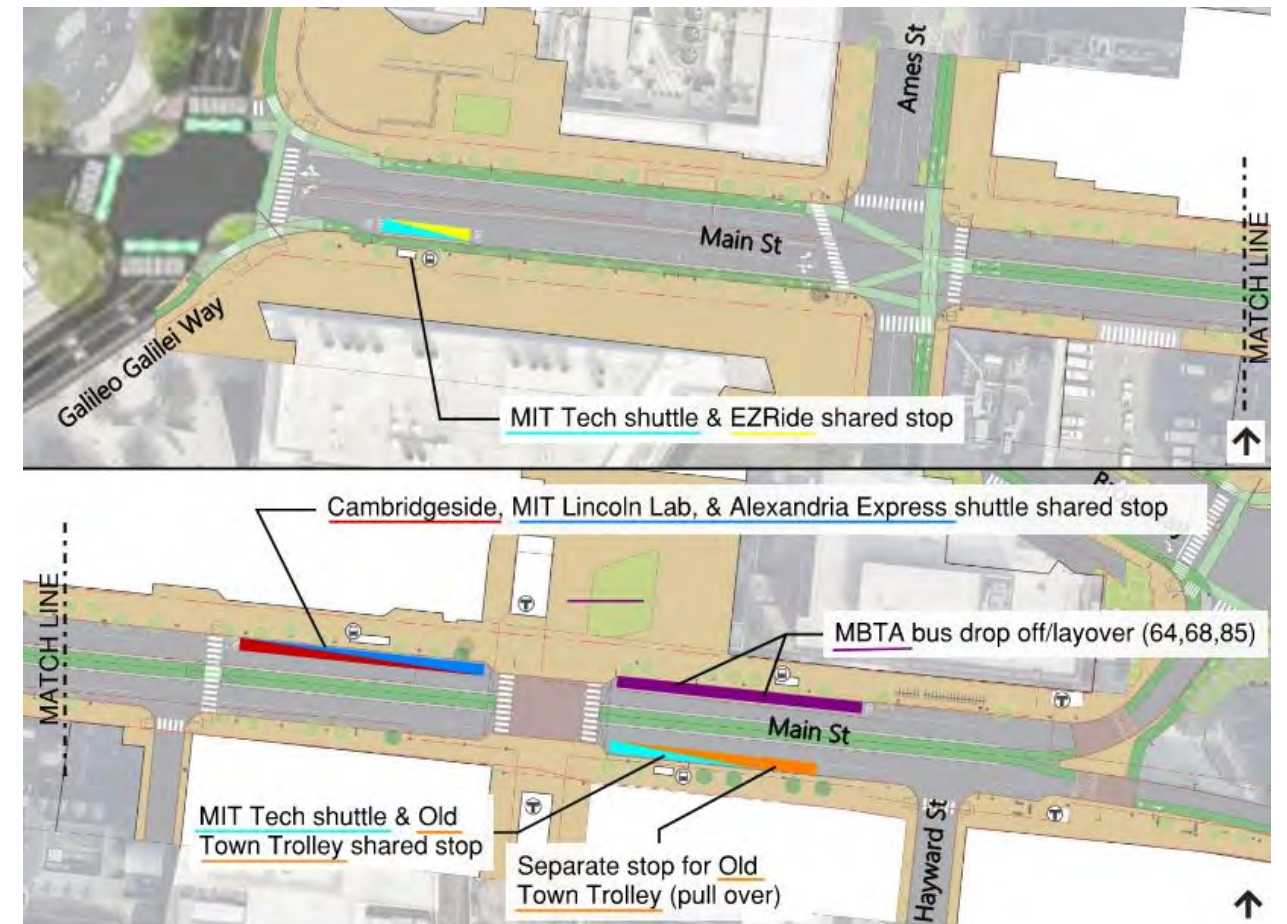 Ames St
Main St
MATCH LINE
Galileo Galilei Way
MIT Tech shuttle & EZRide shared stop
Cambridgeside, MIT Lincoln Lab, & Alexandria Express shuttle shared stop
MATCH LINE
T
MBTA bus drop off/layover (64,68,85)
T
Main St
MIT Tech shuttle & Old
Town Trolley shared stop
T
T
Separate stop for Old
Town Trolley (pull over)
Hayward St